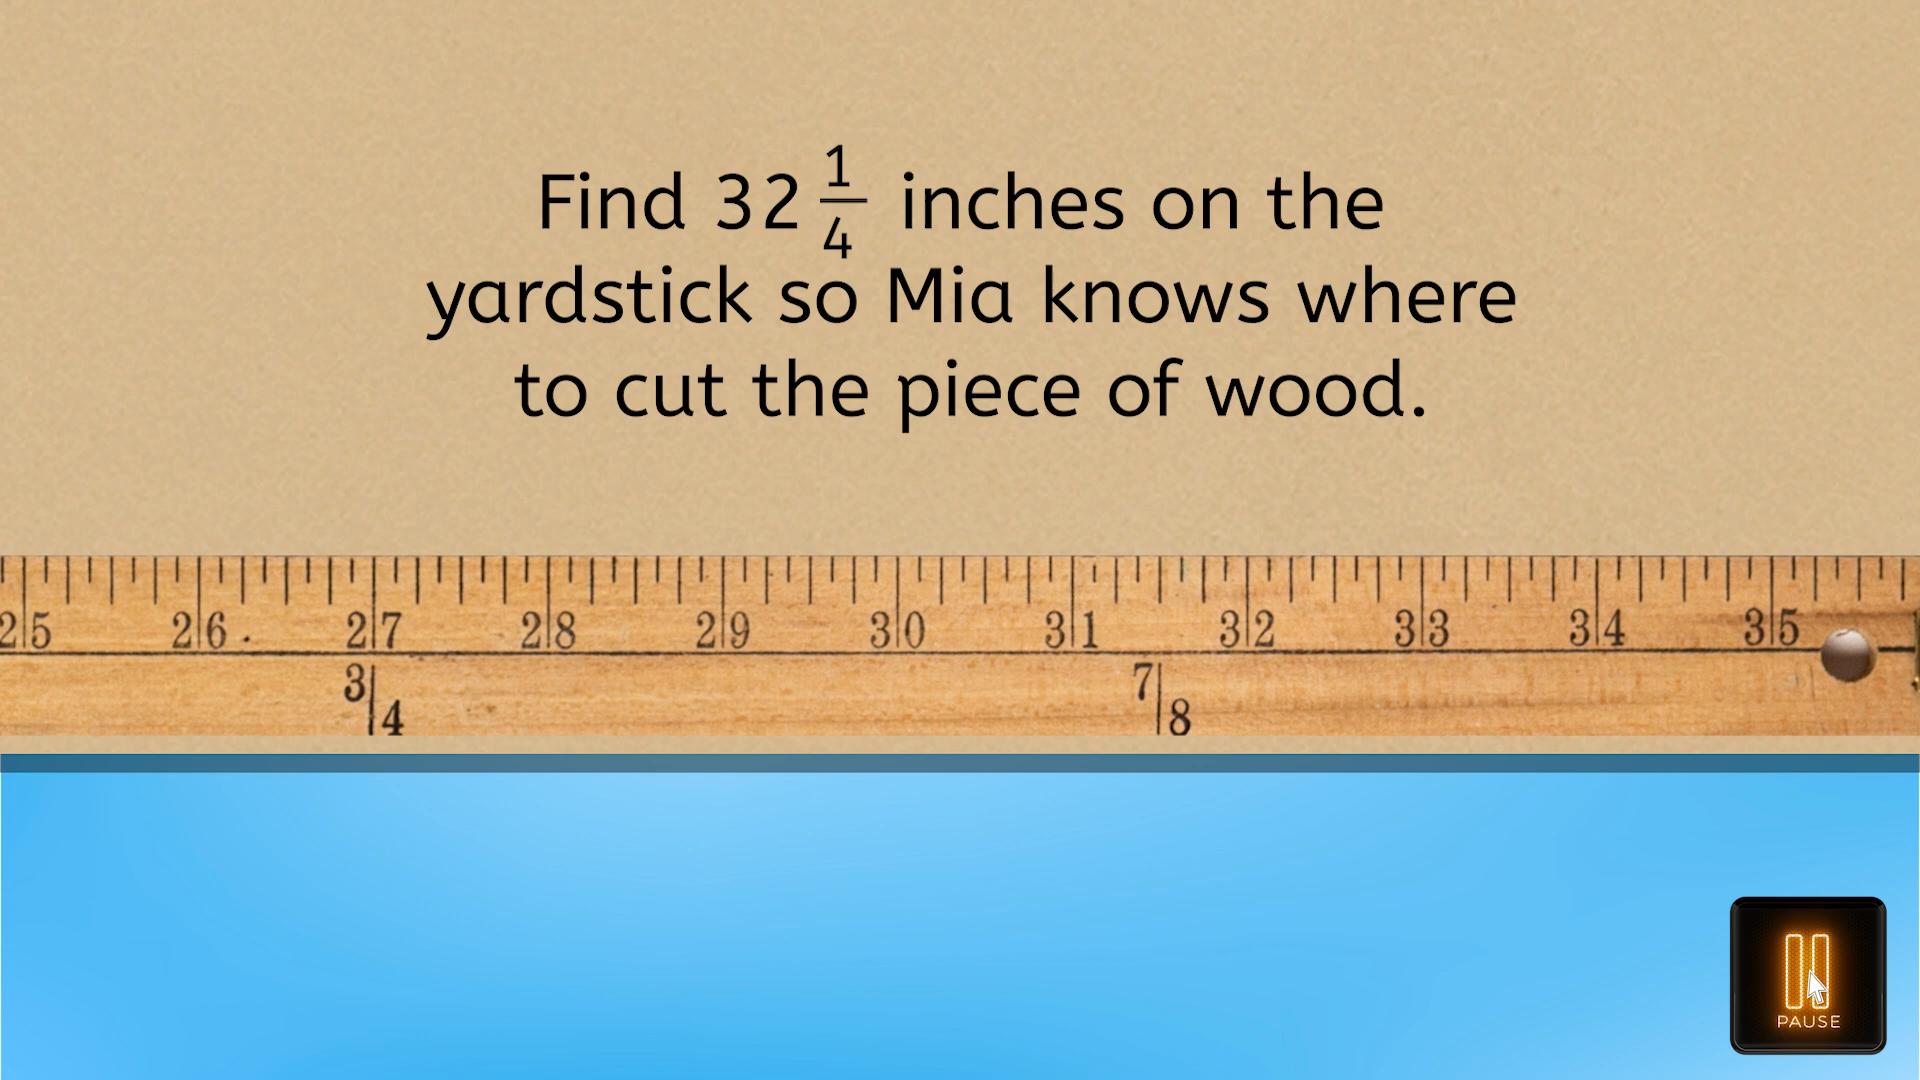 Find 32 1/4 inches on the
yardstick so Mia knows where
to cut the piece of wood.
25 26 27 28 29 30 31 32 33 34 35
3 4 7 8
PAUSE